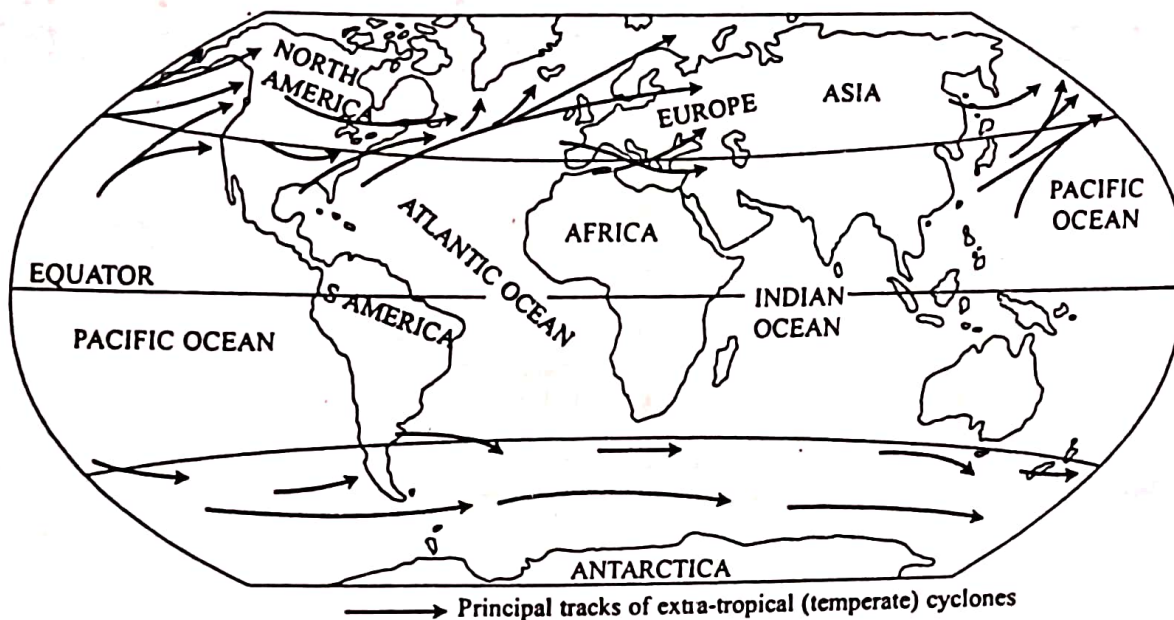 NORTH
AMERICA
EUROPE
ASIA
PACIFIC
OCEAN
ATLANTIC OCEAN
AFRICA
EQUATOR
S AMERICA
INDIAN
OCEAN
PACIFIC OCEAN
ANTARCTICA
Principal tracks of extra-tropical (temperate) cyclones